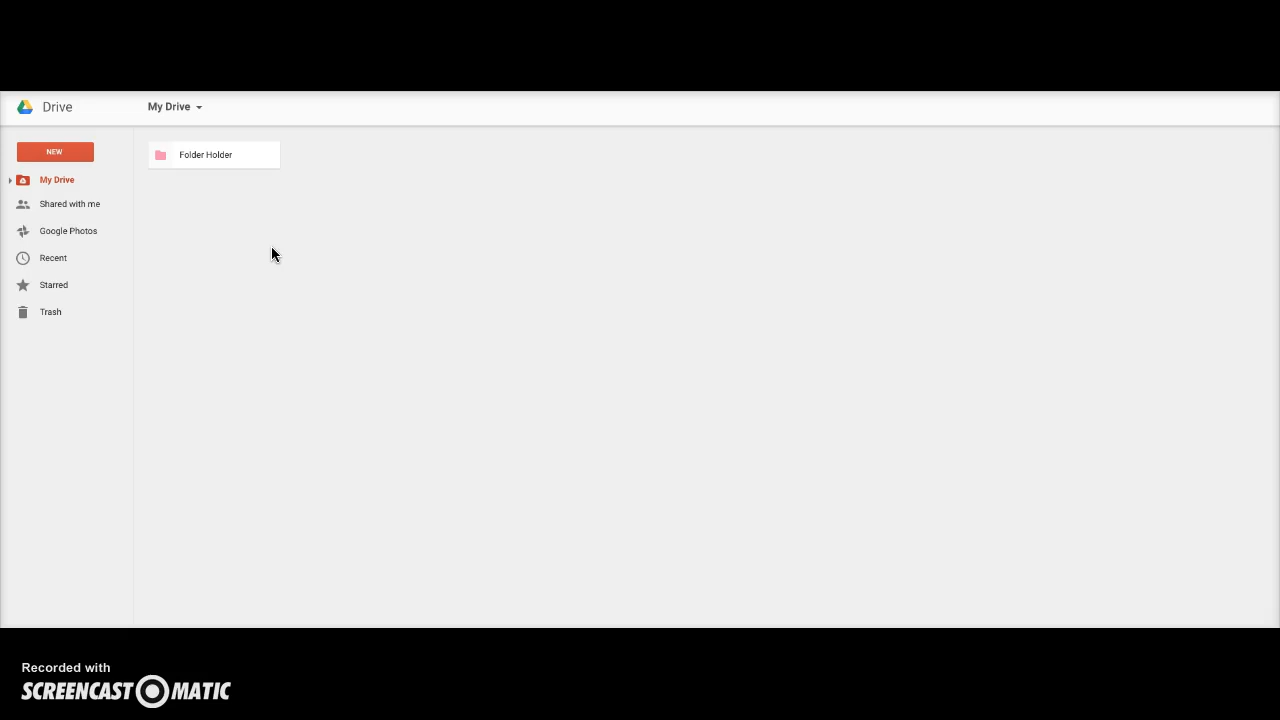 Drive
My Drive
NEW
Folder Holder
My Drive
Shared with me
Google Photos
Recent
Starred
Trash
Recorded with
SCREENCAST MATIC